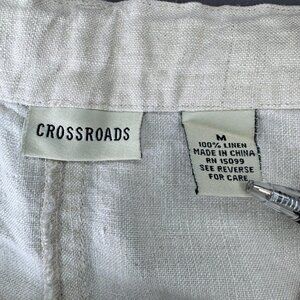 CROSSROADS
M
100% LINEN
MADE IN CHINA
RN 15099
SEE REVERSE
FOR CARE